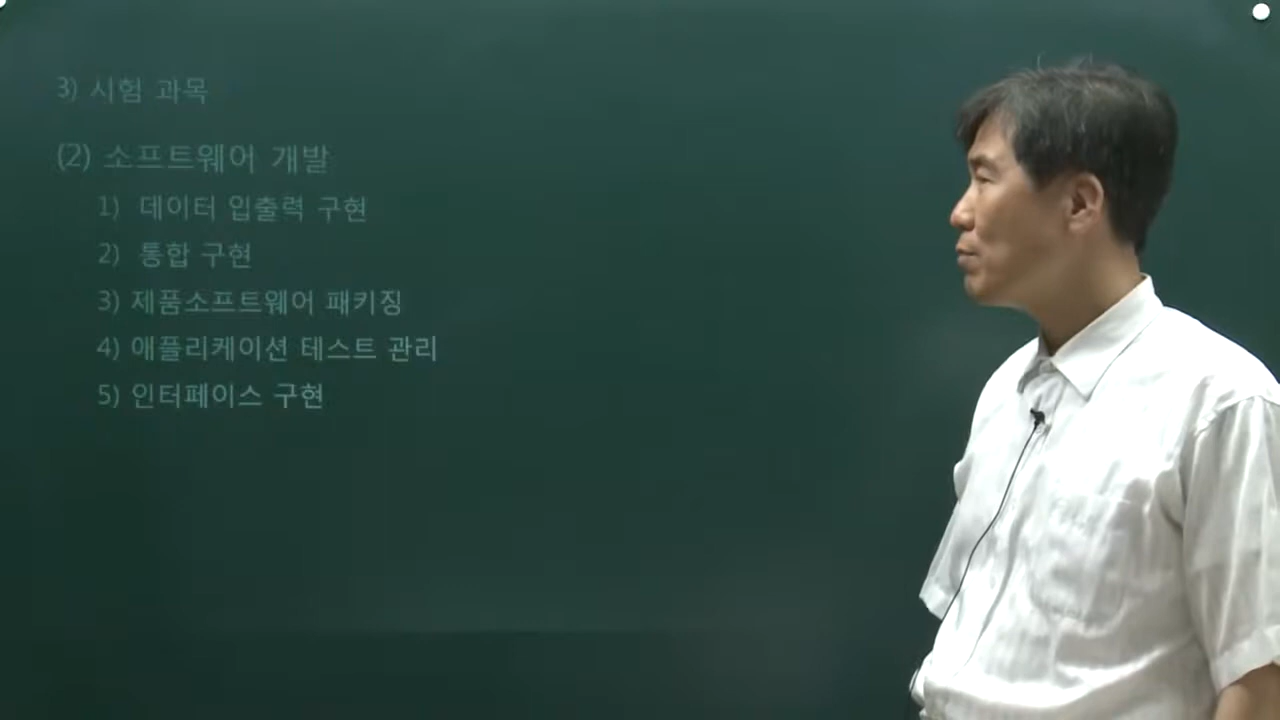 3) 시험 과목
(2) 소프트웨어 개발
1) 데이터 입출력 구현
2) 통합 구현
3) 제품소프트웨어 패키징
4) 애플리케이션 테스트 관리
5) 인터페이스 구현